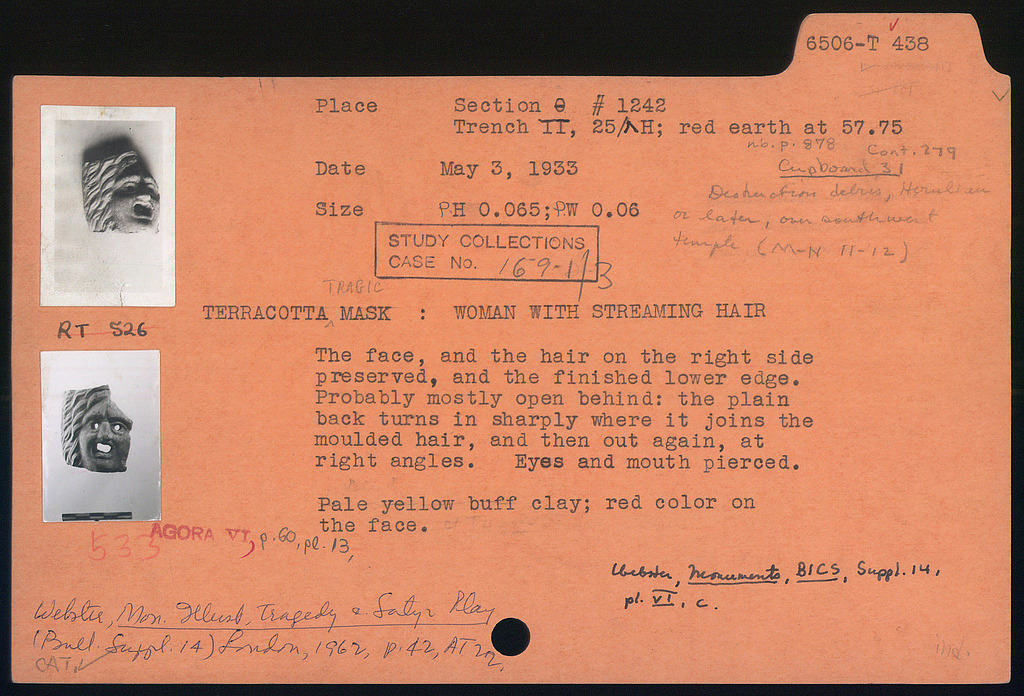 6506-T 438
Place Section θ # 1242
Trench II, 25/ΛH; red earth at 57.75
nb. p. 878 Cont. 279
Cupboard 31
Date May 3, 1933
Destruction debris, Herulian
or later, over southwest
temple (M-N 11-12)
Size P.H 0.065; P.W 0.06
STUDY COLLECTIONS
CASE No. 169-1/3
TRAGIC
TERRACOTTA MASK : WOMAN WITH STREAMING HAIR
RT 526
The face, and the hair on the right side
preserved, and the finished lower edge.
Probably mostly open behind: the plain
back turns in sharply where it joins the
moulded hair, and then out again, at
right angles. Eyes and mouth pierced.
Pale yellow buff clay; red color on
the face.
533 AGORA VI, p. 60, pl. 13,
Webster, Monuments, BICS, Suppl. 14,
pl. VI, c.
Webster, Mon. Illust. Tragedy & Satyr Play
(Bull. Suppl. 14) London, 1962, p. 42, AT 22.
CAT.